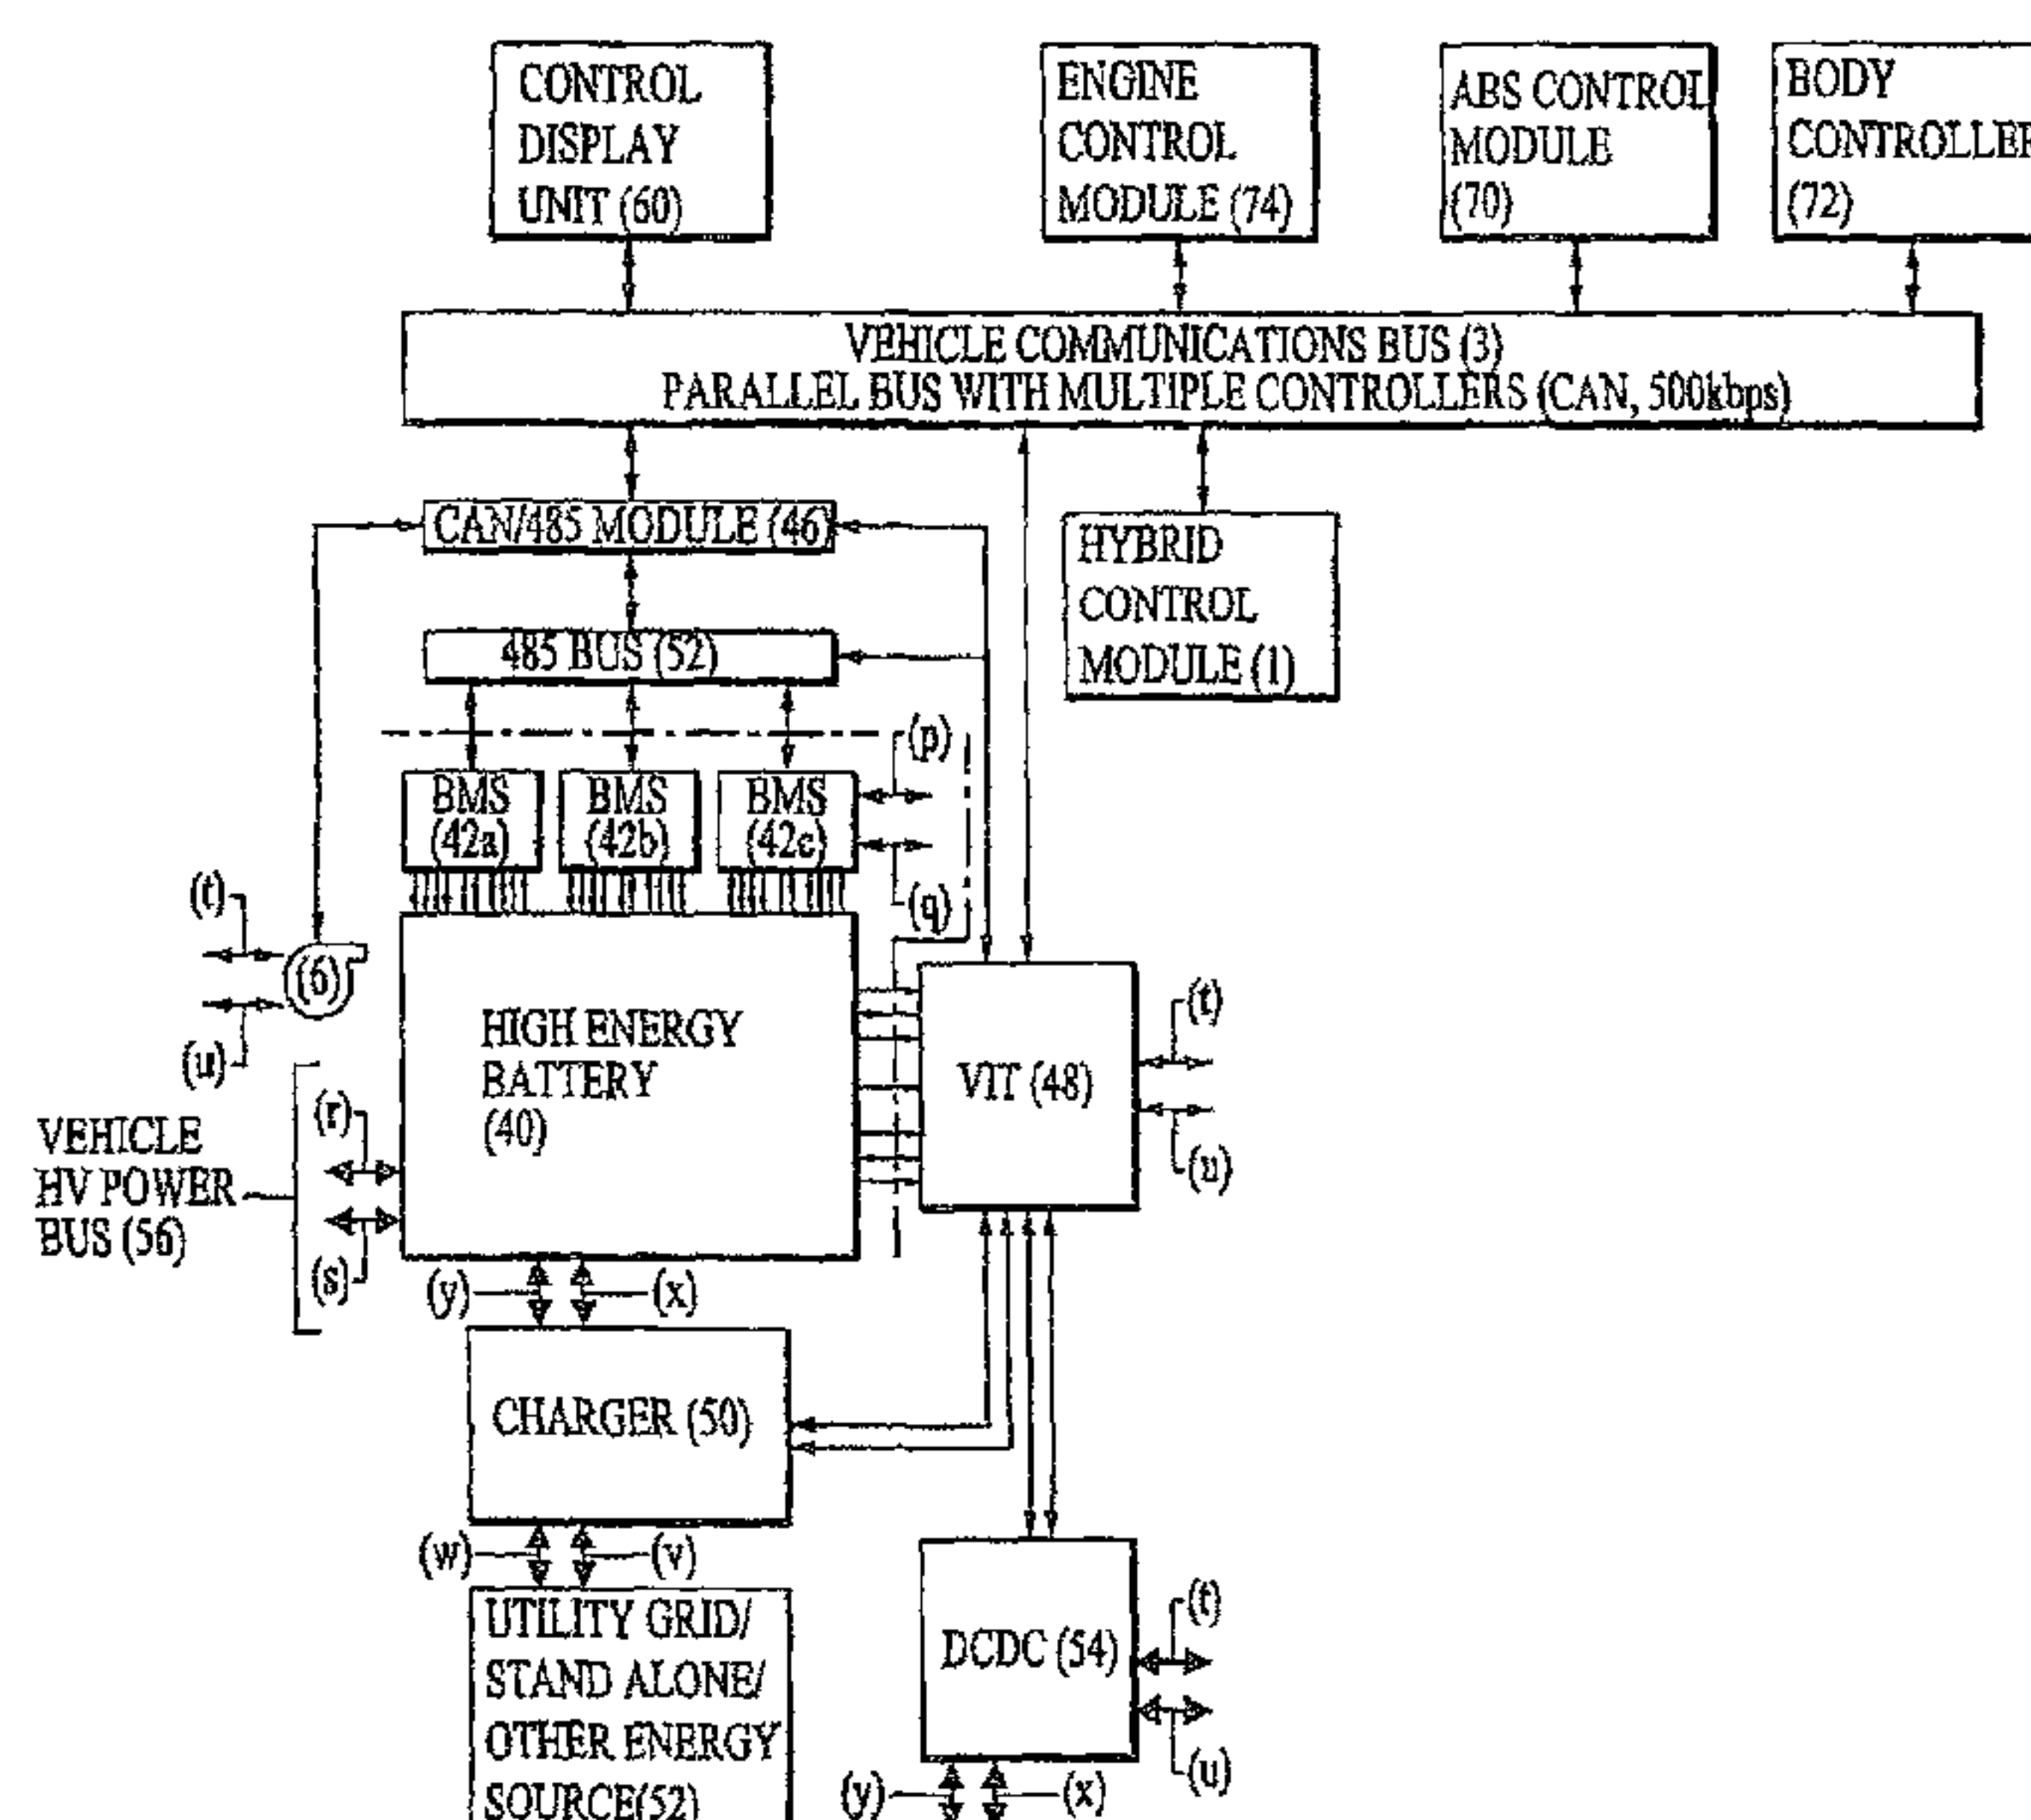 CONTROL
DISPLAY
UNIT (60)
ENGINE
CONTROL
MODULE (74)
ABS CONTROL
MODULE
(70)
BODY
CONTROLLER
(72)
VEHICLE COMMUNICATIONS BUS (3)
PARALLEL BUS WITH MULTIPLE CONTROLLERS (CAN, 500kbps)
CAN/485 MODULE (46)
HYBRID
CONTROL
MODULE (1)
485 BUS (52)
(p)
BMS
(42a)
BMS
(42b)
BMS
(42c)
(q)
(t)
(6)
(u)
HIGH ENERGY
BATTERY
(40)
VIT (48)
(t)
(u)
VEHICLE
HV POWER
BUS (56)
(r)
(s)
(y)
(x)
CHARGER (50)
(w)
(v)
UTILITY GRID/
STAND ALONE/
OTHER ENERGY
SOURCE(52)
DCDC (54)
(t)
(u)
(y)
(x)